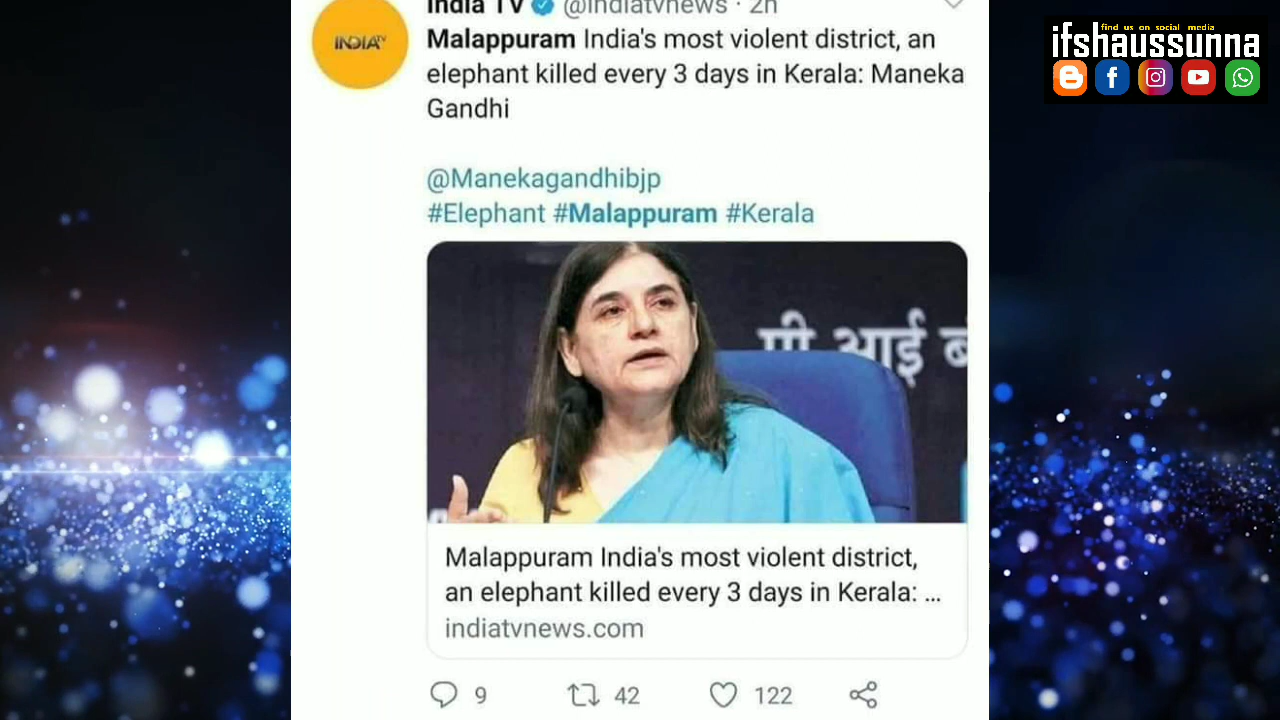 India TV @indiatvnews · 2h
INDIA TV
Malappuram India's most violent district, an
elephant killed every 3 days in Kerala: Maneka
Gandhi
@Manekagandhibjp
#Elephant #Malappuram #Kerala
पी आई ब
Malappuram India's most violent district,
an elephant killed every 3 days in Kerala: ...
indiatvnews.com
9 42 122
find us on social media
ifshaussunna